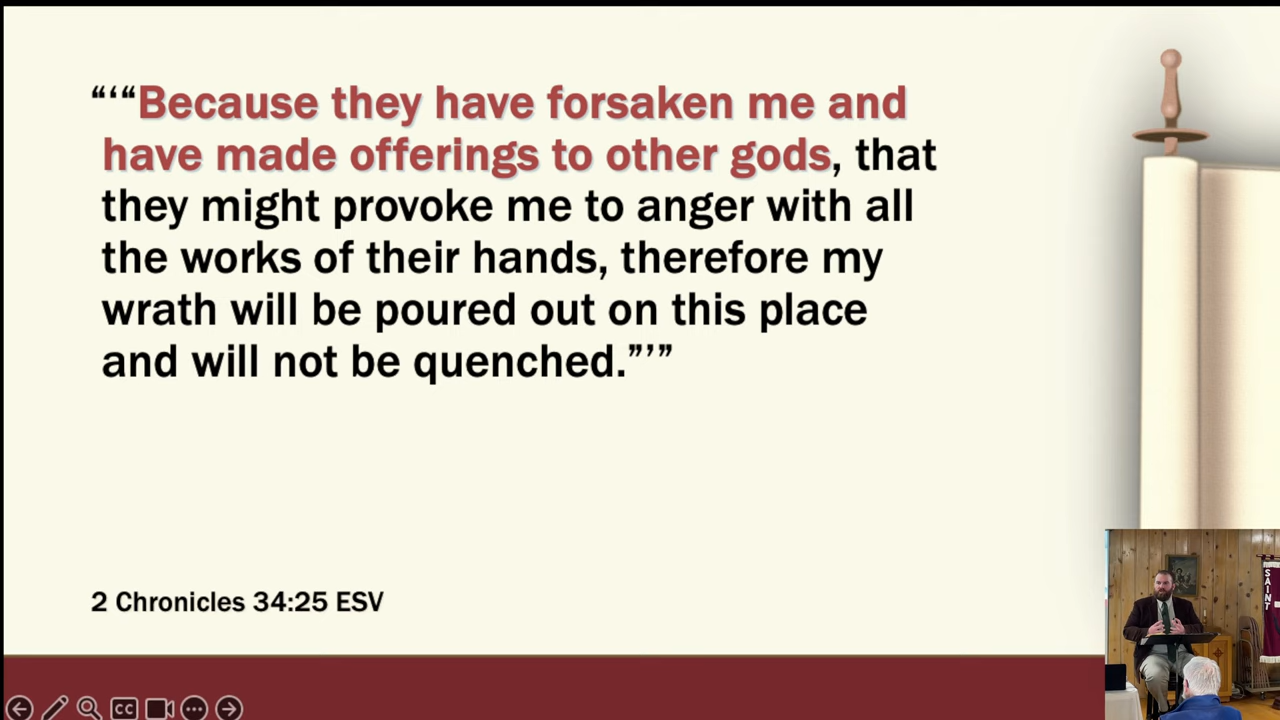 “‘“Because they have forsaken me and
have made offerings to other gods, that
they might provoke me to anger with all
the works of their hands, therefore my
wrath will be poured out on this place
and will not be quenched.”’”
2 Chronicles 34:25 ESV
CC
SAINT